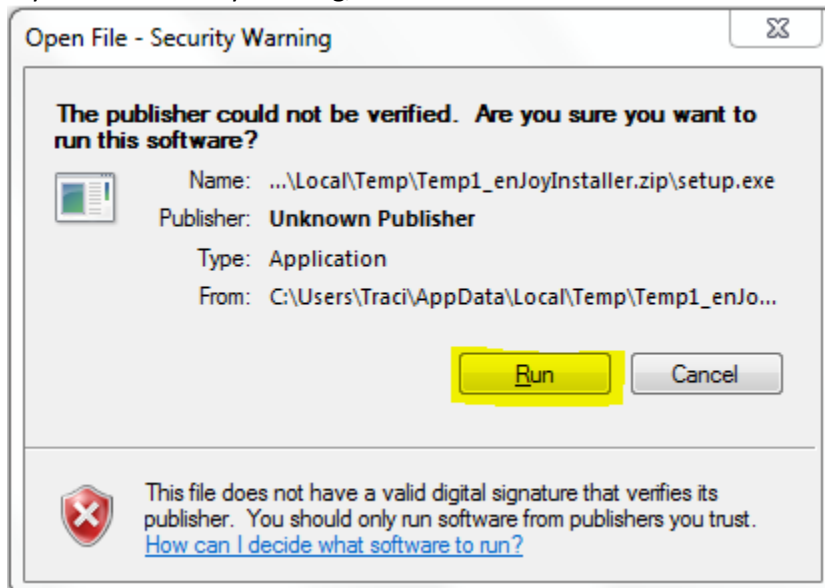 Open File - Security Warning
The publisher could not be verified. Are you sure you want to
run this software?
Name: ...\Local\Temp\Temp1_enJoyInstaller.zip\setup.exe
Publisher: Unknown Publisher
Type: Application
From: C:\Users\Traci\AppData\Local\Temp\Temp1_enJo...
Run Cancel
This file does not have a valid digital signature that verifies its
publisher. You should only run software from publishers you trust.
How can I decide what software to run?